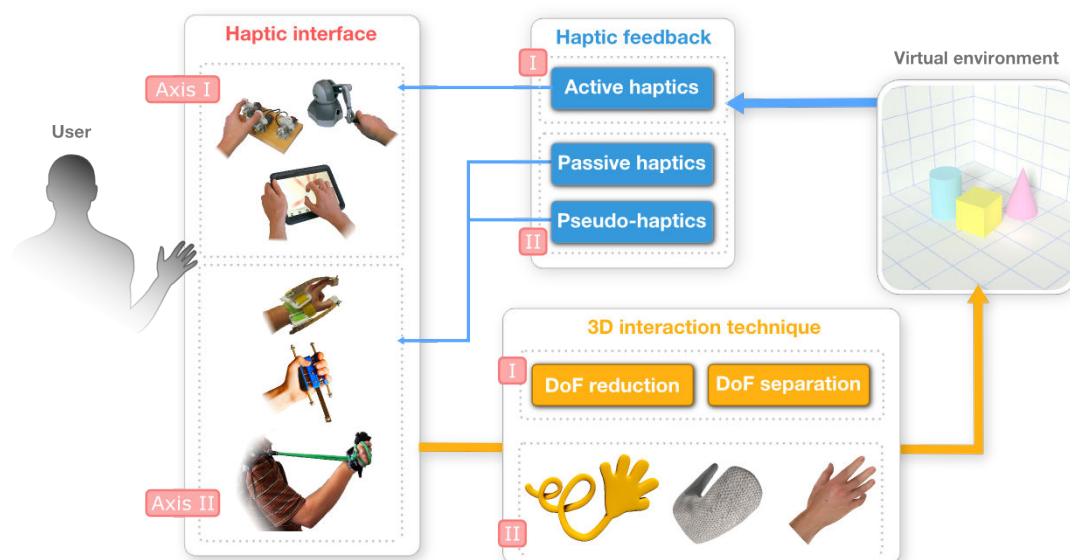 Haptic interface
Haptic feedback
Virtual environment
User
Axis I
I
Active haptics
Passive haptics
Pseudo-haptics
II
3D interaction technique
I
DoF reduction
DoF separation
Axis II
II